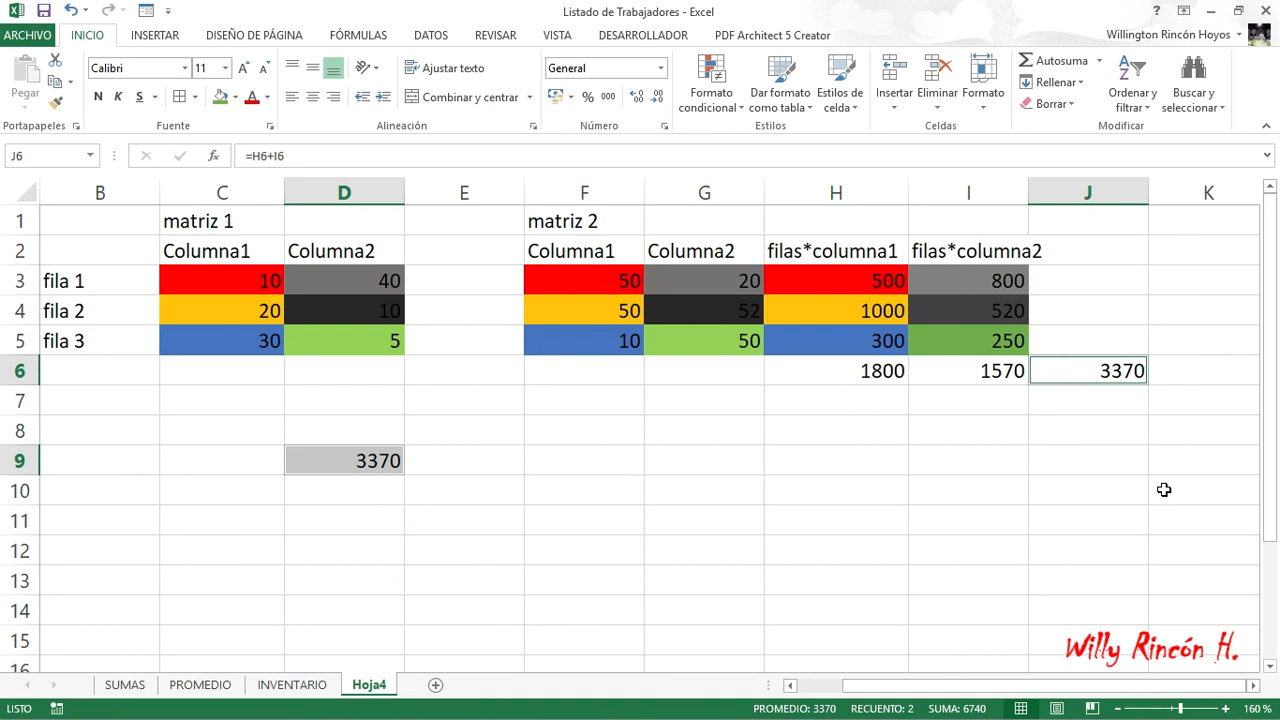 Listado de Trabajadores - Excel
ARCHIVO INICIO INSERTAR DISEÑO DE PÁGINA FÓRMULAS DATOS REVISAR VISTA DESARROLLADOR PDF Architect 5 Creator Willington Rincón Hoyos
Pegar
Calibri 11
N K S
Ajustar texto
Combinar y centrar
General
% 000
Formato condicional
Dar formato como tabla
Estilos de celda
Insertar Eliminar Formato
Autosuma
Rellenar
Borrar
Ordenar y filtrar
Buscar y seleccionar
Portapapeles Fuente Alineación Número Estilos Celdas Modificar
J6 fx =H6+I6
B C D E F G H I J K
1 matriz 1 matriz 2
2 Columna1 Columna2 Columna1 Columna2 filas*columna1 filas*columna2
3 fila 1 10 40 50 20 500 800
4 fila 2 20 10 50 52 1000 520
5 fila 3 30 5 10 50 300 250
6 1800 1570 3370
7
8
9 3370
10
11
12
13
14
15
16
Willy Rincón H.
SUMAS PROMEDIO INVENTARIO Hoja4
LISTO PROMEDIO: 3370 RECUENTO: 2 SUMA: 6740 160 %